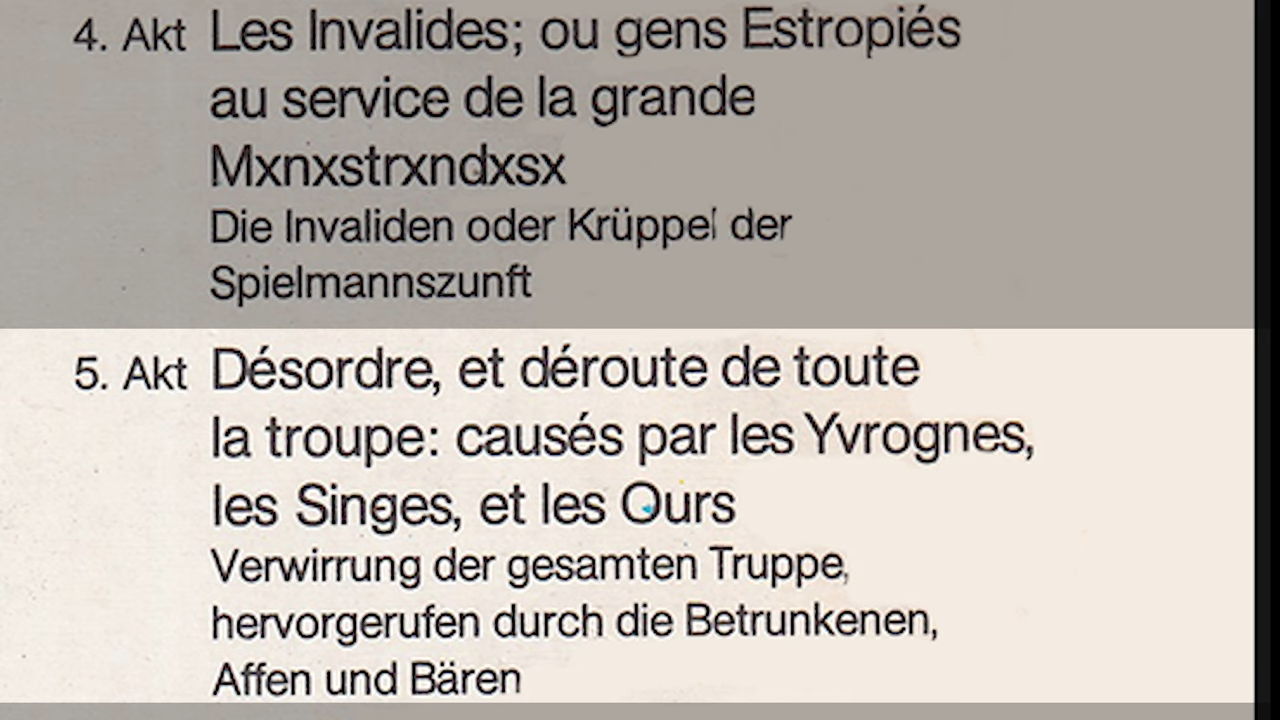 4. Akt Les Invalides; ou gens Estropiés
au service de la grande
Mxnxstrxndxsx
Die Invaliden oder Krüppel der
Spielmannszunft
5. Akt Désordre, et déroute de toute
la troupe: causés par les Yvrognes,
les Singes, et les Ours
Verwirrung der gesamten Truppe,
hervorgerufen durch die Betrunkenen,
Affen und Bären